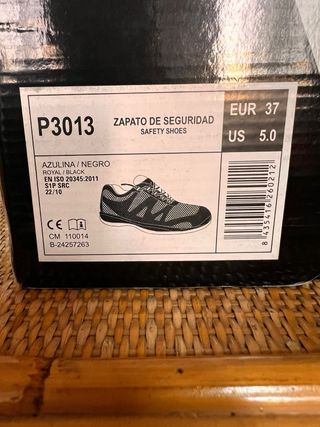 P3013
ZAPATO DE SEGURIDAD
SAFETY SHOES
EUR 37
US 5.0
AZULINA / NEGRO
ROYAL / BLACK
EN ISO 20345:2011
S1P SRC
22/10
CE
CM 110014
B-24257263
8435416260212